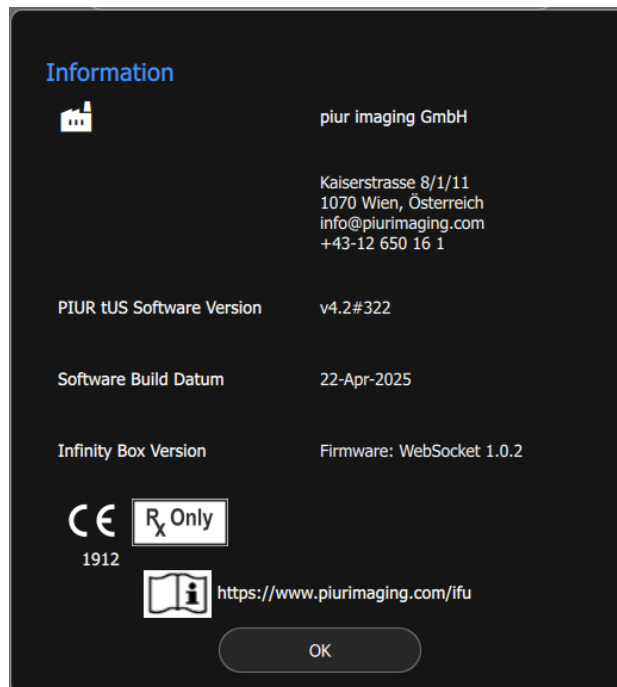 Information
piur imaging GmbH
Kaiserstrasse 8/1/11
1070 Wien, Österreich
info@piurimaging.com
+43-12 650 16 1
PIUR tUS Software Version v4.2#322
Software Build Datum 22-Apr-2025
Infinity Box Version Firmware: WebSocket 1.0.2
CE Rx Only
1912
i https://www.piurimaging.com/ifu
OK